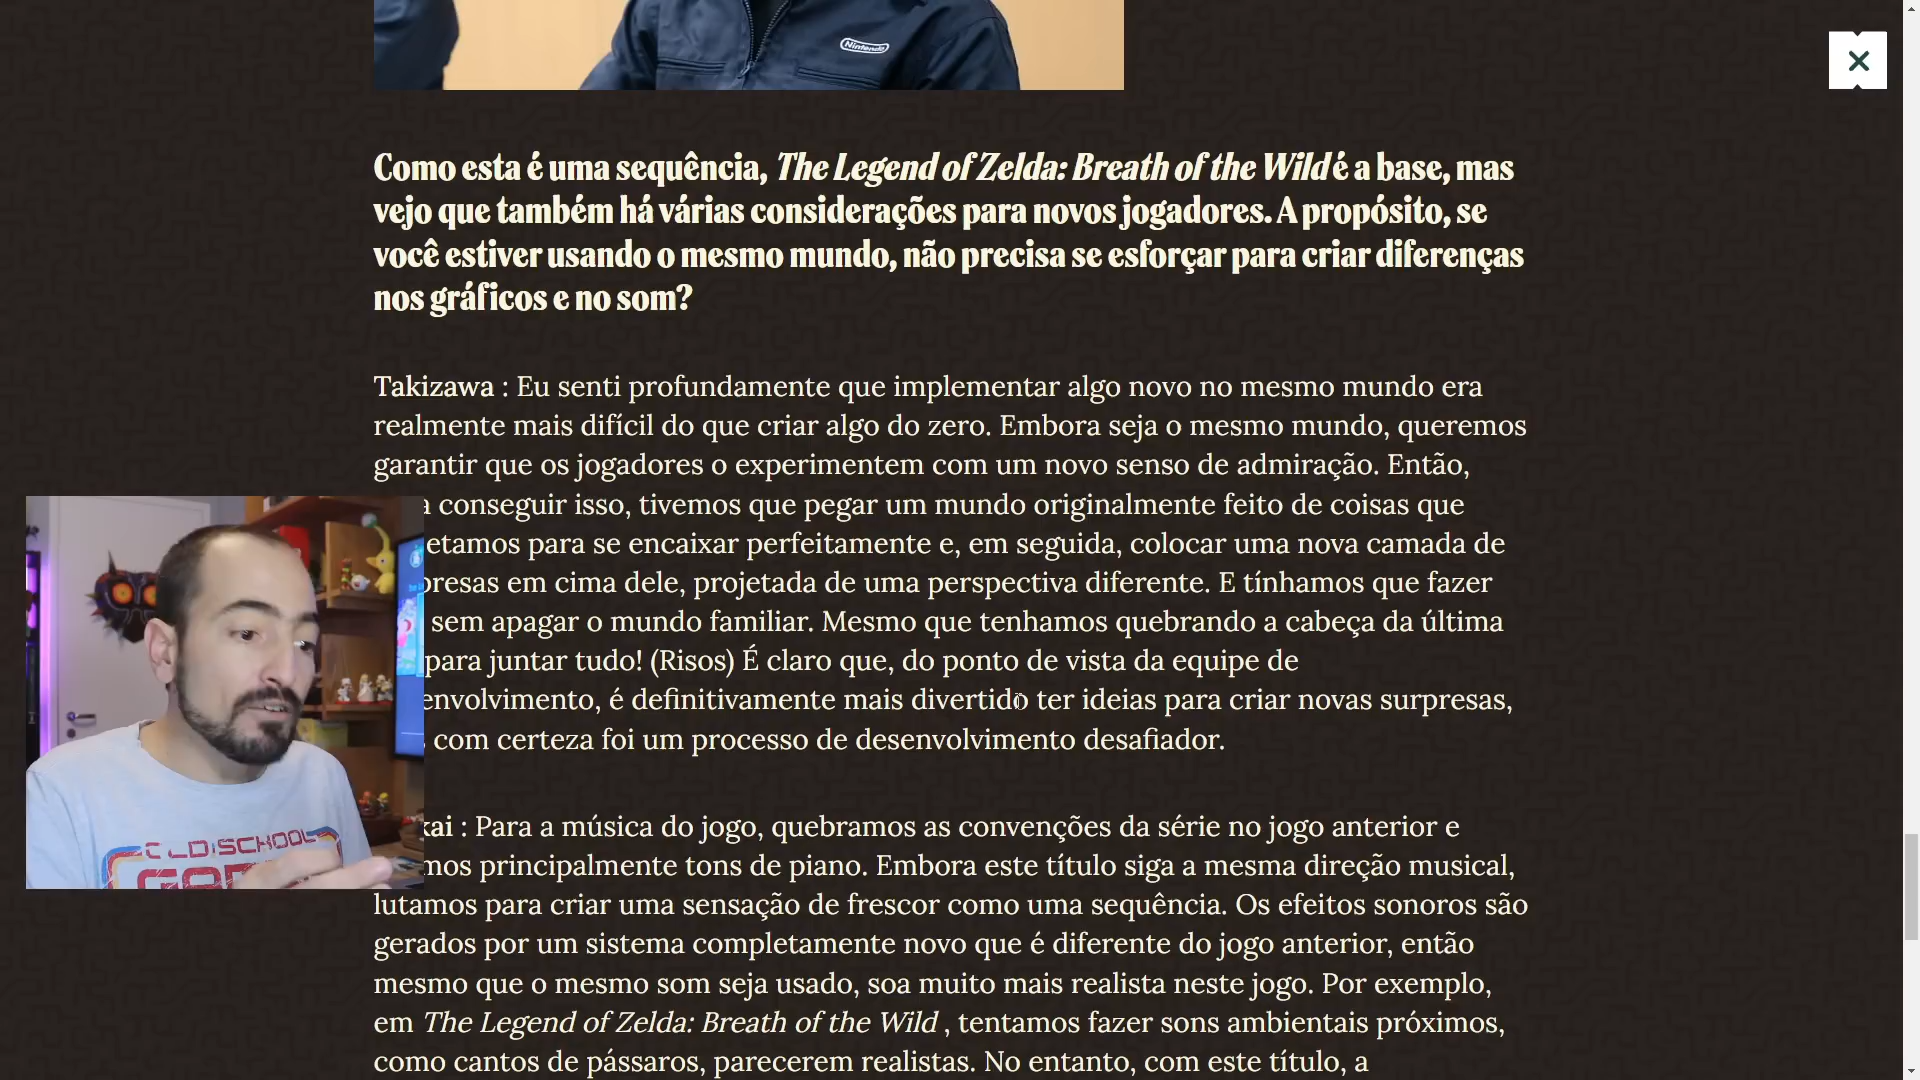 Nintendo
Como esta é uma sequência, The Legend of Zelda: Breath of the Wild é a base, mas
vejo que também há várias considerações para novos jogadores. A propósito, se
você estiver usando o mesmo mundo, não precisa se esforçar para criar diferenças
nos gráficos e no som?
Takizawa : Eu senti profundamente que implementar algo novo no mesmo mundo era
realmente mais difícil do que criar algo do zero. Embora seja o mesmo mundo, queremos
garantir que os jogadores o experimentem com um novo senso de admiração. Então,
a conseguir isso, tivemos que pegar um mundo originalmente feito de coisas que
etamos para se encaixar perfeitamente e, em seguida, colocar uma nova camada de
presas em cima dele, projetada de uma perspectiva diferente. E tínhamos que fazer
sem apagar o mundo familiar. Mesmo que tenhamos quebrando a cabeça da última
para juntar tudo! (Risos) É claro que, do ponto de vista da equipe de
envolvimento, é definitivamente mais divertido ter ideias para criar novas surpresas,
com certeza foi um processo de desenvolvimento desafiador.
kai : Para a música do jogo, quebramos as convenções da série no jogo anterior e
mos principalmente tons de piano. Embora este título siga a mesma direção musical,
lutamos para criar uma sensação de frescor como uma sequência. Os efeitos sonoros são
gerados por um sistema completamente novo que é diferente do jogo anterior, então
mesmo que o mesmo som seja usado, soa muito mais realista neste jogo. Por exemplo,
em The Legend of Zelda: Breath of the Wild , tentamos fazer sons ambientais próximos,
como cantos de pássaros, parecerem realistas. No entanto, com este título, a
OLD SCHOOL